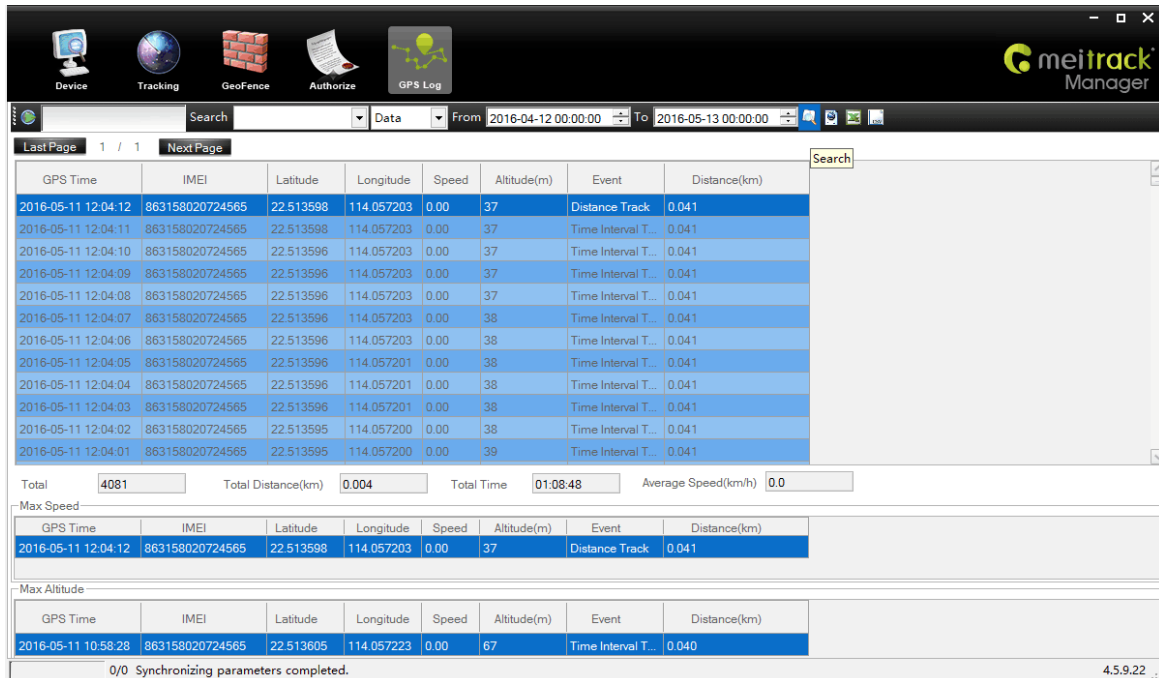 meitrack
Manager
Device Tracking GeoFence Authorize GPS Log
Search Data From 2016-04-12 00:00:00 To 2016-05-13 00:00:00
Last Page 1 / 1 Next Page
Search
GPS Time IMEI Latitude Longitude Speed Altitude(m) Event Distance(km)
2016-05-11 12:04:12 863158020724565 22.513598 114.057203 0.00 37 Distance Track 0.041
2016-05-11 12:04:11 863158020724565 22.513598 114.057203 0.00 37 Time Interval T... 0.041
2016-05-11 12:04:10 863158020724565 22.513596 114.057203 0.00 37 Time Interval T... 0.041
2016-05-11 12:04:09 863158020724565 22.513596 114.057203 0.00 37 Time Interval T... 0.041
2016-05-11 12:04:08 863158020724565 22.513596 114.057203 0.00 37 Time Interval T... 0.041
2016-05-11 12:04:07 863158020724565 22.513596 114.057203 0.00 38 Time Interval T... 0.041
2016-05-11 12:04:06 863158020724565 22.513596 114.057203 0.00 38 Time Interval T... 0.041
2016-05-11 12:04:05 863158020724565 22.513596 114.057201 0.00 38 Time Interval T... 0.041
2016-05-11 12:04:04 863158020724565 22.513596 114.057201 0.00 38 Time Interval T... 0.041
2016-05-11 12:04:03 863158020724565 22.513596 114.057201 0.00 38 Time Interval T... 0.041
2016-05-11 12:04:02 863158020724565 22.513595 114.057200 0.00 38 Time Interval T... 0.041
2016-05-11 12:04:01 863158020724565 22.513595 114.057200 0.00 39 Time Interval T... 0.041
Total 4081 Total Distance(km) 0.004 Total Time 01:08:48 Average Speed(km/h) 0.0
Max Speed
GPS Time IMEI Latitude Longitude Speed Altitude(m) Event Distance(km)
2016-05-11 12:04:12 863158020724565 22.513598 114.057203 0.00 37 Distance Track 0.041
Max Altitude
GPS Time IMEI Latitude Longitude Speed Altitude(m) Event Distance(km)
2016-05-11 10:58:28 863158020724565 22.513605 114.057223 0.00 67 Time Interval T... 0.040
0/0 Synchronizing parameters completed. 4.5.9.22